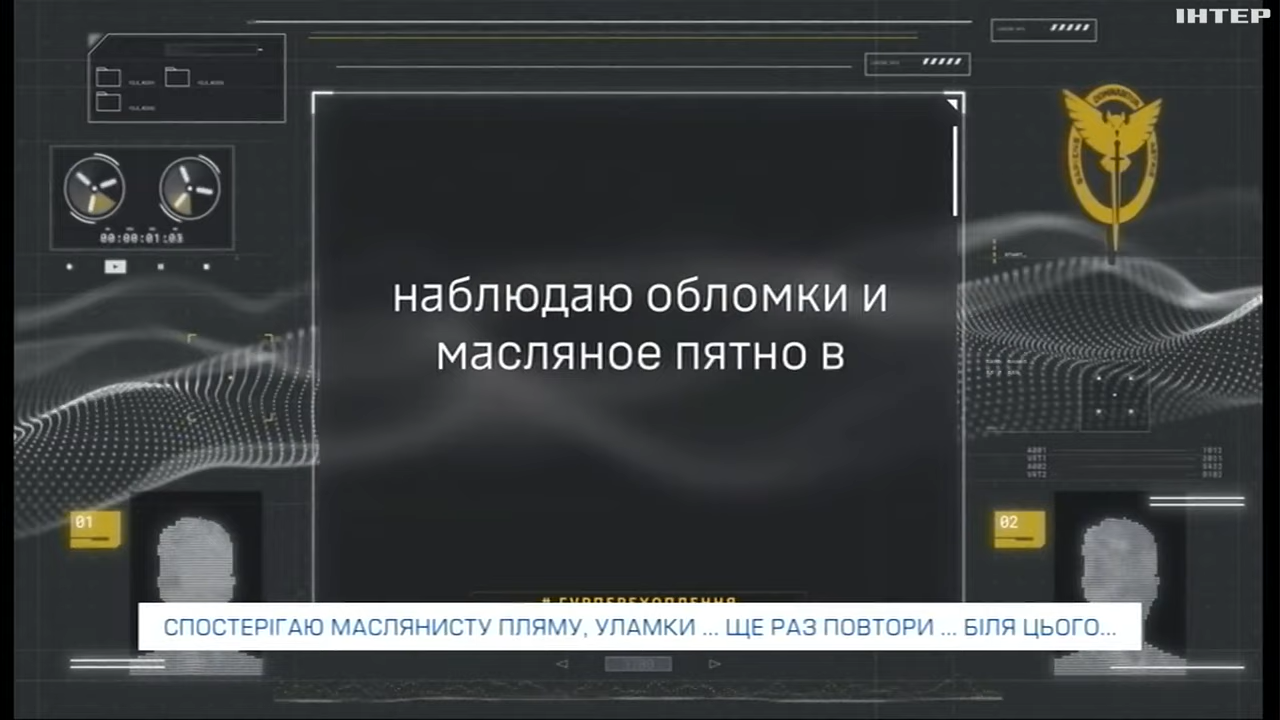 ІНТЕР
00:00:01:03
наблюдаю обломки и
масляное пятно в
01
02
СПОСТЕРІГАЮ МАСЛЯНИСТУ ПЛЯМУ, УЛАМКИ ... ЩЕ РАЗ ПОВТОРИ ... БІЛЯ ЦЬОГО...